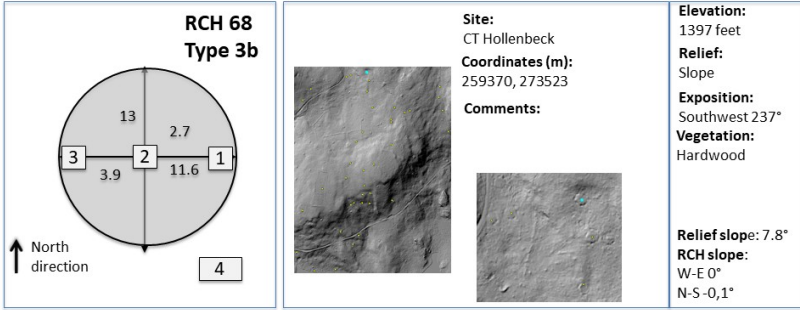 RCH 68
Type 3b
13
2.7
3
2
1
3.9
11.6
North
direction
4
Site:
CT Hollenbeck
Coordinates (m):
259370, 273523
Comments:
Elevation:
1397 feet
Relief:
Slope
Exposition:
Southwest 237°
Vegetation:
Hardwood
Relief slope: 7.8°
RCH slope:
W-E 0°
N-S -0,1°